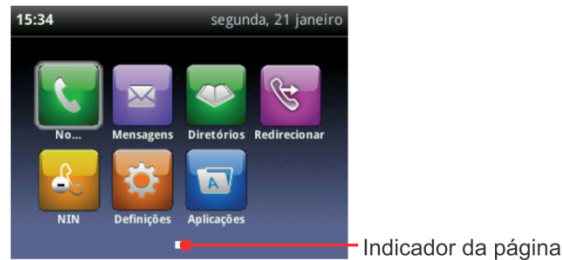 15:34 segunda, 21 janeiro
No... Mensagens Diretórios Redirecionar
NIN Definições Aplicações
Indicador da página